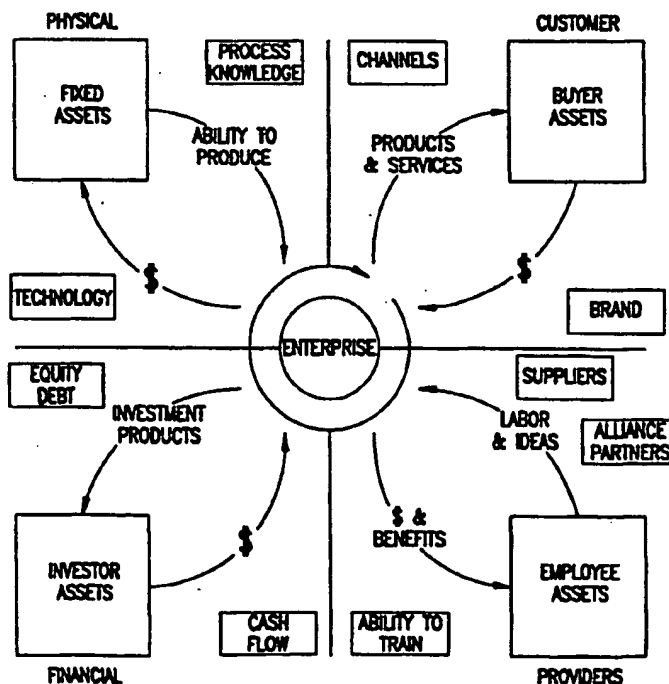 PHYSICAL
CUSTOMER
FIXED
ASSETS
PROCESS
KNOWLEDGE
CHANNELS
BUYER
ASSETS
ABILITY TO
PRODUCE
PRODUCTS
& SERVICES
$
$
TECHNOLOGY
BRAND
ENTERPRISE
EQUITY
DEBT
SUPPLIERS
INVESTMENT
PRODUCTS
LABOR
& IDEAS
ALLIANCE
PARTNERS
$
$ &
BENEFITS
INVESTOR
ASSETS
EMPLOYEE
ASSETS
CASH
FLOW
ABILITY TO
TRAIN
FINANCIAL
PROVIDERS